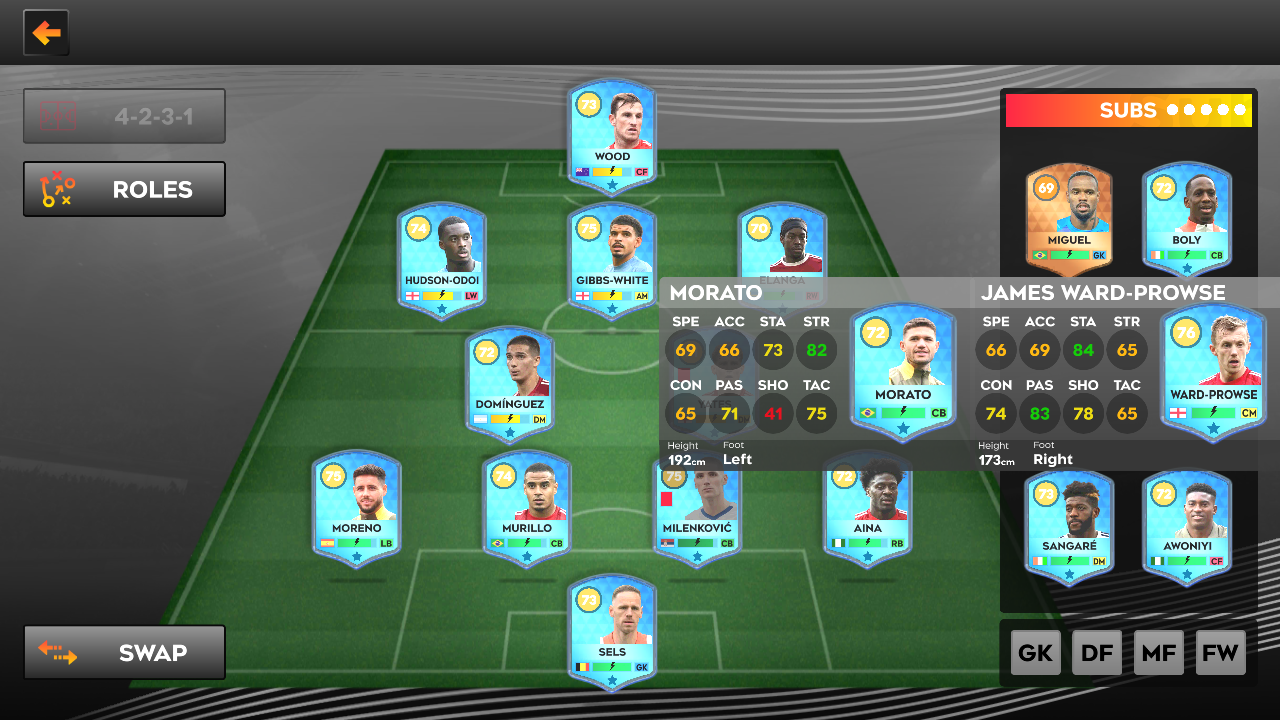 4-2-3-1
ROLES
SWAP
73
WOOD
CF
74
HUDSON-ODOI
LW
75
GIBBS-WHITE
AM
70
ELANGA
RW
72
DOMÍNGUEZ
DM
YATES
75
MORENO
LB
74
MURILLO
CB
75
MILENKOVIĆ
CB
72
AINA
RB
73
SELS
GK
SUBS
69
MIGUEL
GK
72
BOLY
CB
MORATO
SPE ACC STA STR
69 66 73 82
CON PAS SHO TAC
65 71 41 75
Height Foot
192cm Left
72
MORATO
CB
JAMES WARD-PROWSE
SPE ACC STA STR
66 69 84 65
CON PAS SHO TAC
74 83 78 65
Height Foot
173cm Right
76
WARD-PROWSE
CM
73
SANGARÉ
DM
72
AWONIYI
CF
GK DF MF FW